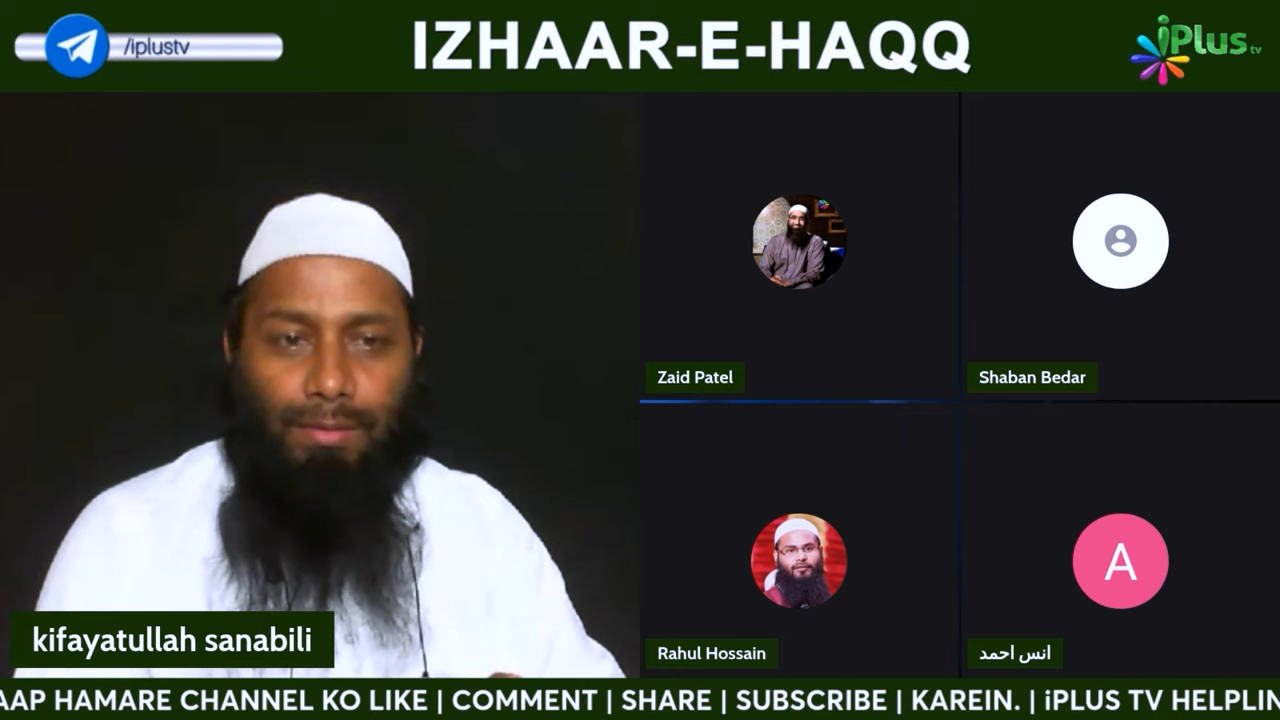 /iplustv
IZHAAR-E-HAQQ
iPlus tv
Zaid Patel
Shaban Bedar
kifayatullah sanabili
Rahul Hossain
A
انس احمد
AAP HAMARE CHANNEL KO LIKE | COMMENT | SHARE | SUBSCRIBE | KAREIN. | iPLUS TV HELPLIN